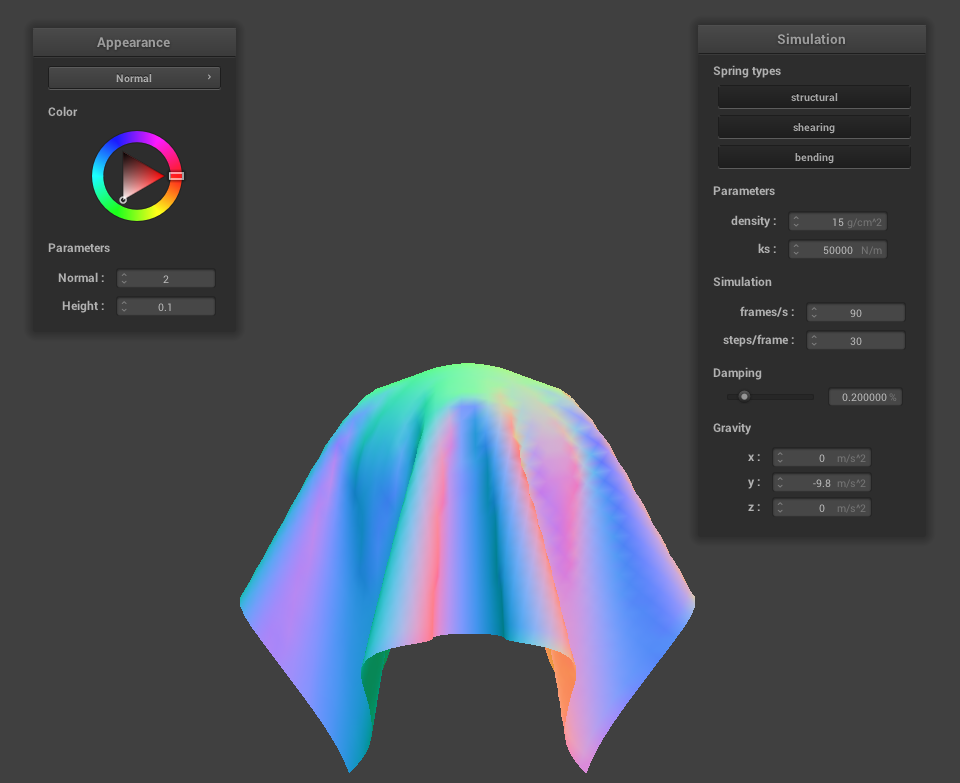 Appearance
Normal
Color
Parameters
Normal : 2
Height : 0.1
Simulation
Spring types
structural
shearing
bending
Parameters
density : 15 g/cm^2
ks : 50000 N/m
Simulation
frames/s : 90
steps/frame : 30
Damping
0.200000 %
Gravity
x : 0 m/s^2
y : -9.8 m/s^2
z : 0 m/s^2